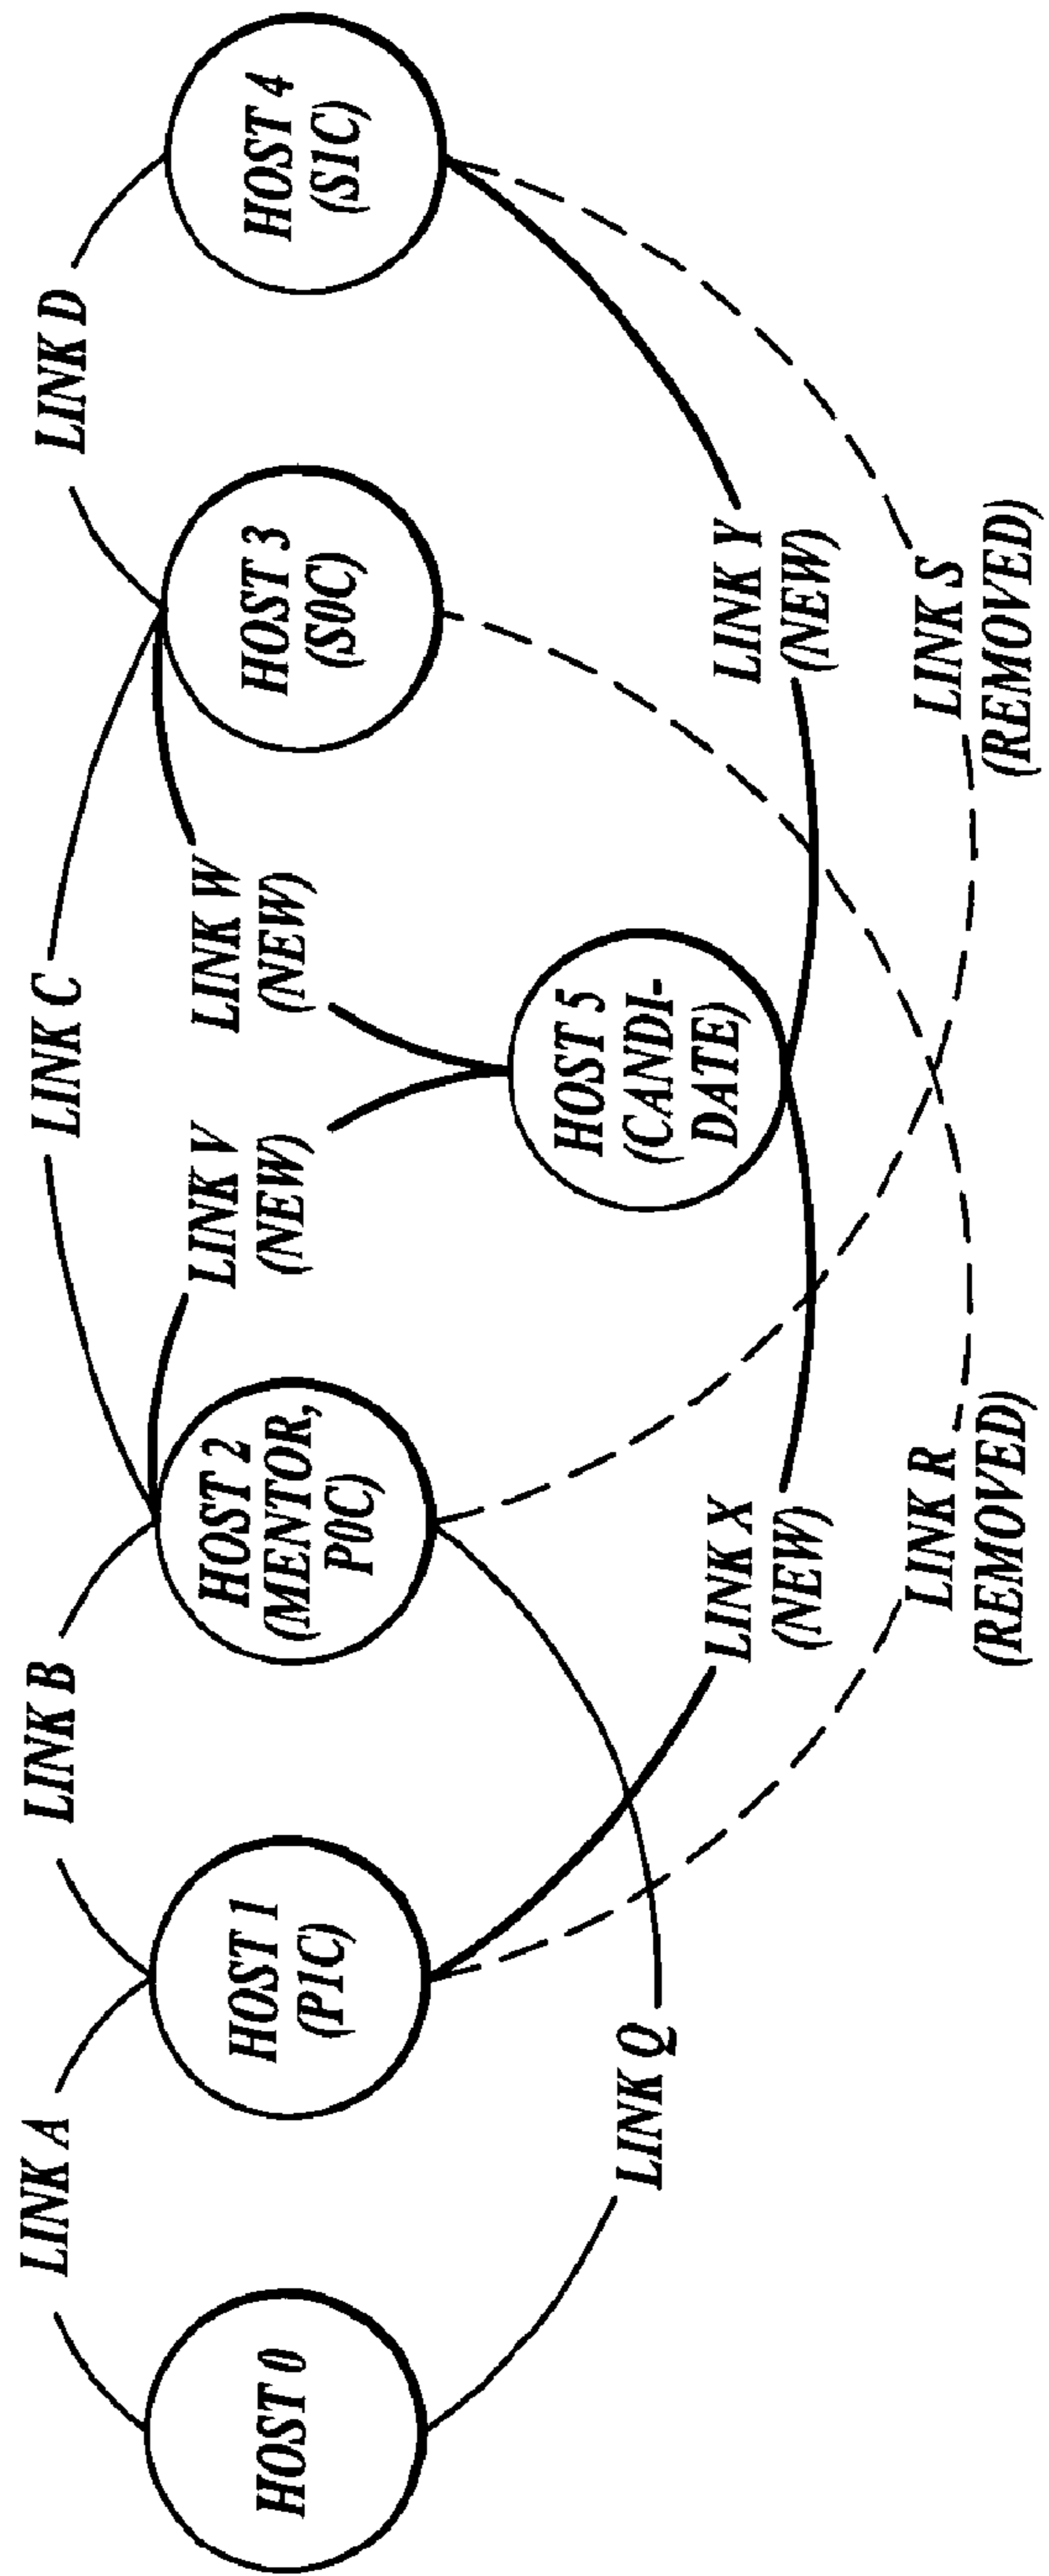 LINK A
LINK B
LINK C
LINK D
HOST 0
HOST 1
(P1C)
HOST 2
(MENTOR,
P0C)
LINK V
(NEW)
LINK W
(NEW)
HOST 3
(S0C)
HOST 4
(S1C)
HOST 5
(CANDI-
DATE)
LINK Q
LINK X
(NEW)
LINK Y
(NEW)
LINK R
(REMOVED)
LINK S
(REMOVED)